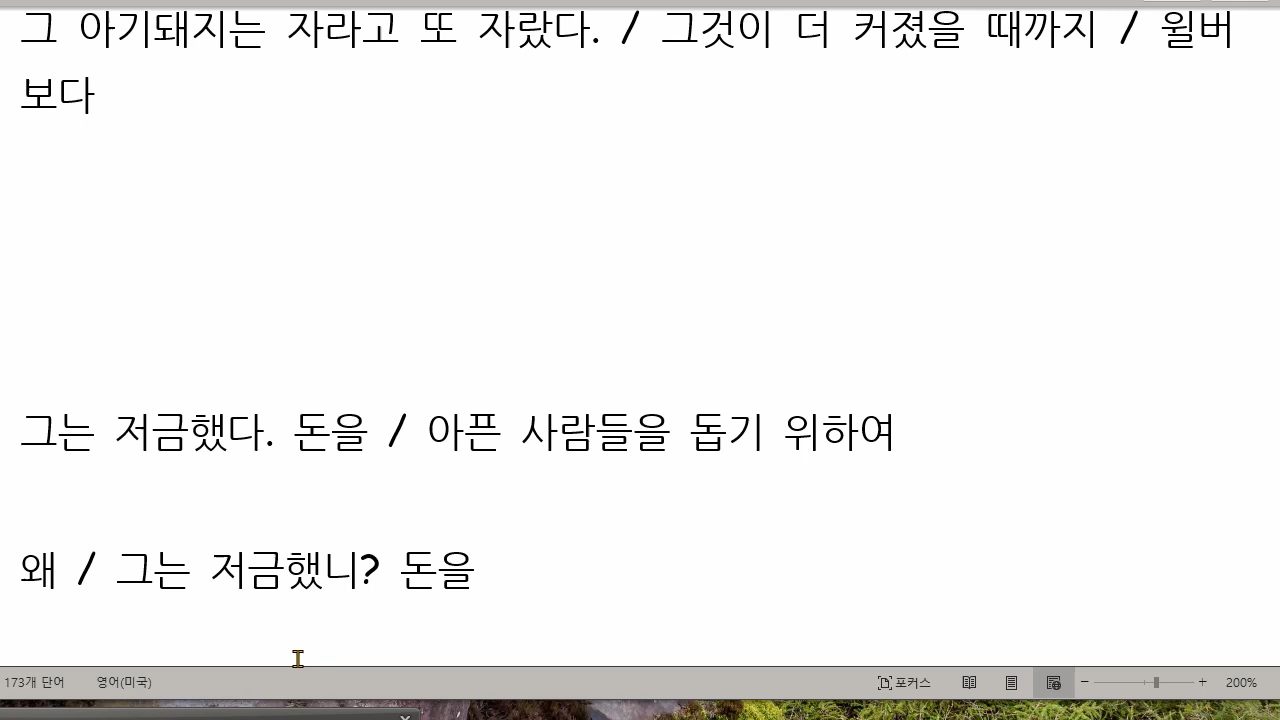 그 아기돼지는 자라고 또 자랐다. / 그것이 더 커졌을 때까지 / 윌버
보다
그는 저금했다. 돈을 / 아픈 사람들을 돕기 위하여
왜 / 그는 저금했니? 돈을
173개 단어 영어(미국) 포커스 200%